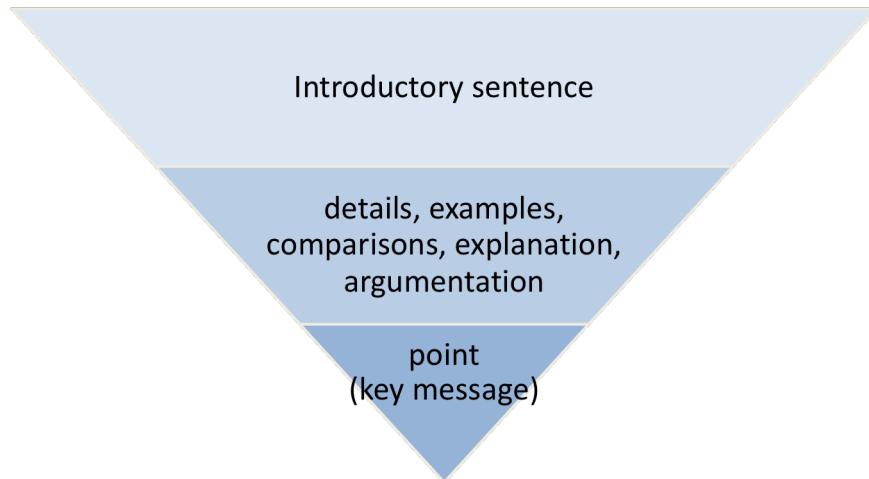 Introductory sentence
details, examples,
comparisons, explanation,
argumentation
point
(key message)